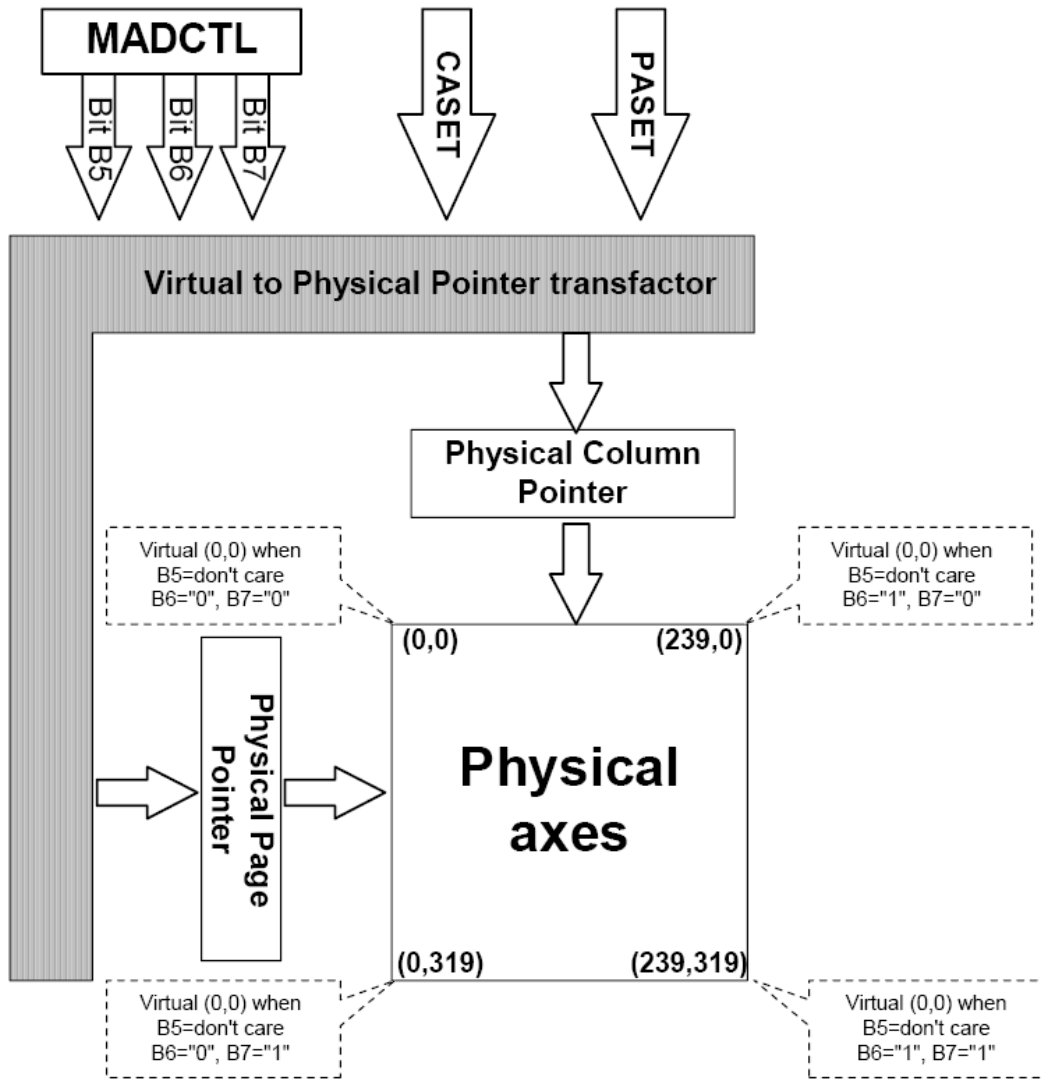 MADCTL
Bit B5
Bit B6
Bit B7
CASET
PASET
Virtual to Physical Pointer transfactor
Physical Column
Pointer
Virtual (0,0) when
B5=don't care
B6="0", B7="0"
Virtual (0,0) when
B5=don't care
B6="1", B7="0"
(0,0)
(239,0)
Physical Page
Pointer
Physical
axes
(0,319)
(239,319)
Virtual (0,0) when
B5=don't care
B6="0", B7="1"
Virtual (0,0) when
B5=don't care
B6="1", B7="1"